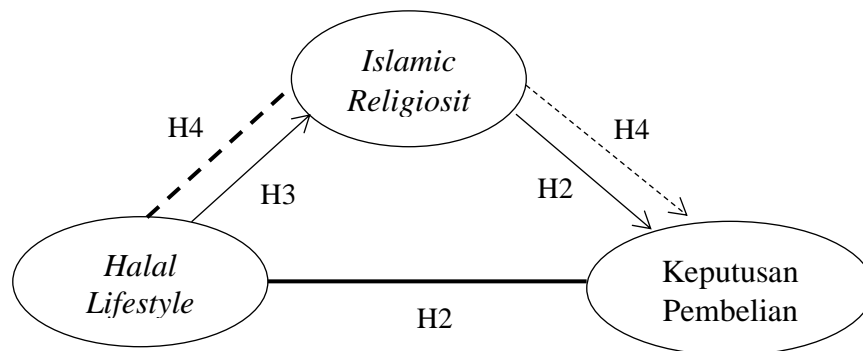 Islamic
Religiosit
H4
H4
H3
H2
Halal
Lifestyle
Keputusan
Pembelian
H2